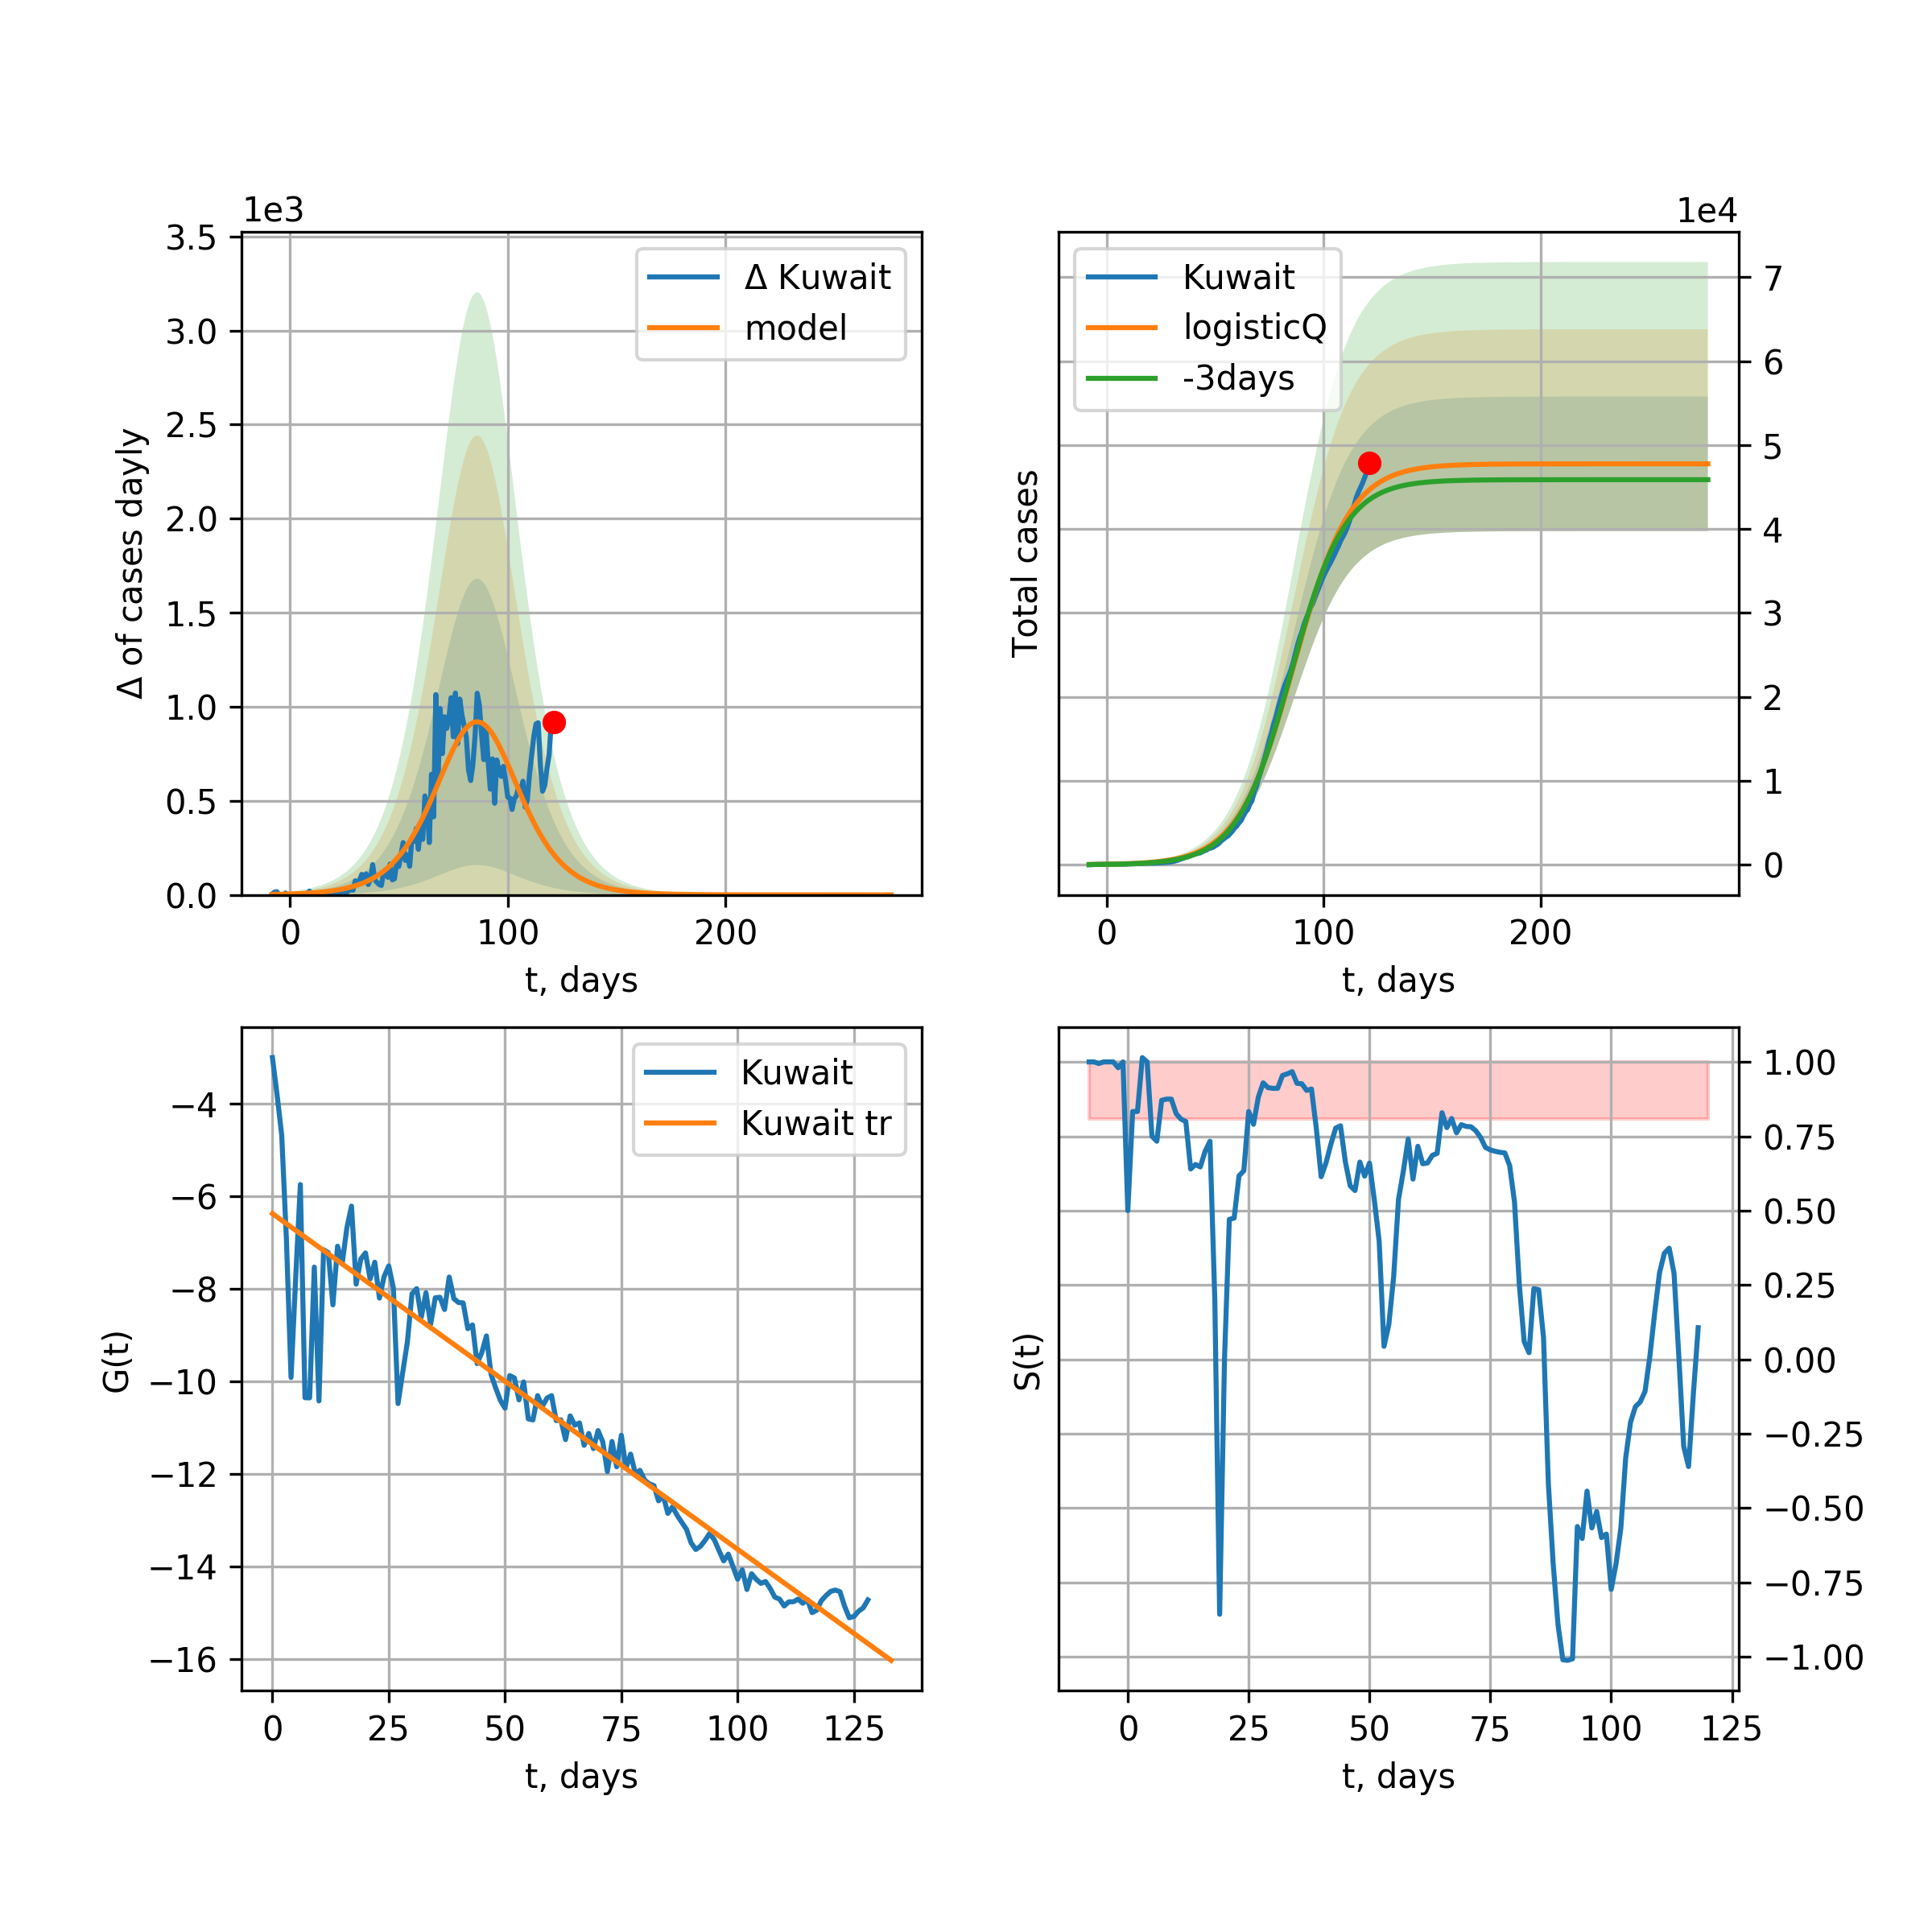 1e3
3.5
3.0
2.5
2.0
1.5
1.0
0.5
0.0
Δ of cases dayly
Δ Kuwait
model
0 100 200
t, days
1e4
Kuwait
logisticQ
-3days
7
6
5
4
3
2
1
0
Total cases
0 100 200
t, days
Kuwait
Kuwait tr
−4
−6
−8
−10
−12
−14
−16
G(t)
0 25 50 75 100 125
t, days
1.00
0.75
0.50
0.25
0.00
−0.25
−0.50
−0.75
−1.00
S(t)
0 25 50 75 100 125
t, days